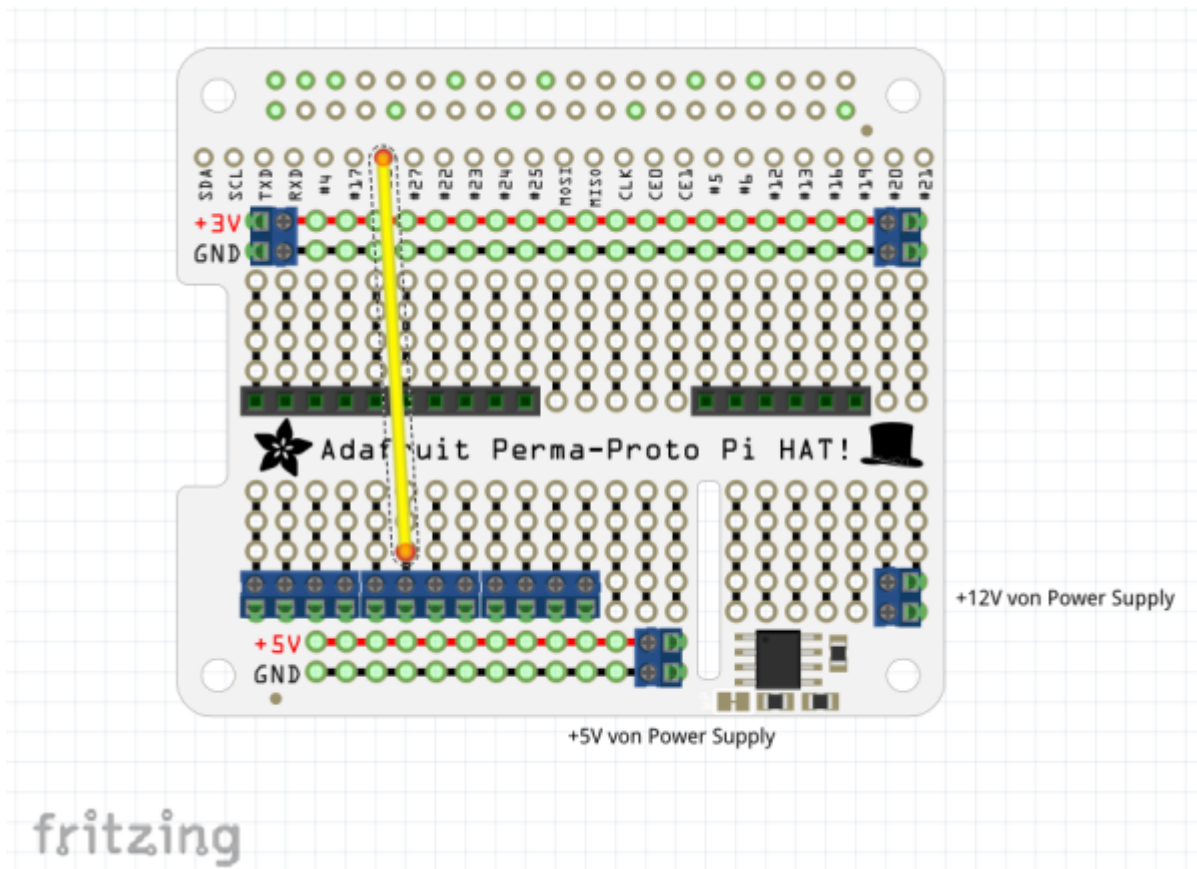 SDA SCL TXD RXD #4 #17 #27 #22 #23 #24 #25 MOSI MISO CLK CE0 CE1 #5 #6 #12 #13 #16 #19 #20 #21
+3V
GND
Adafruit Perma-Proto Pi HAT!
+12V von Power Supply
+5V
GND
+5V von Power Supply
fritzing